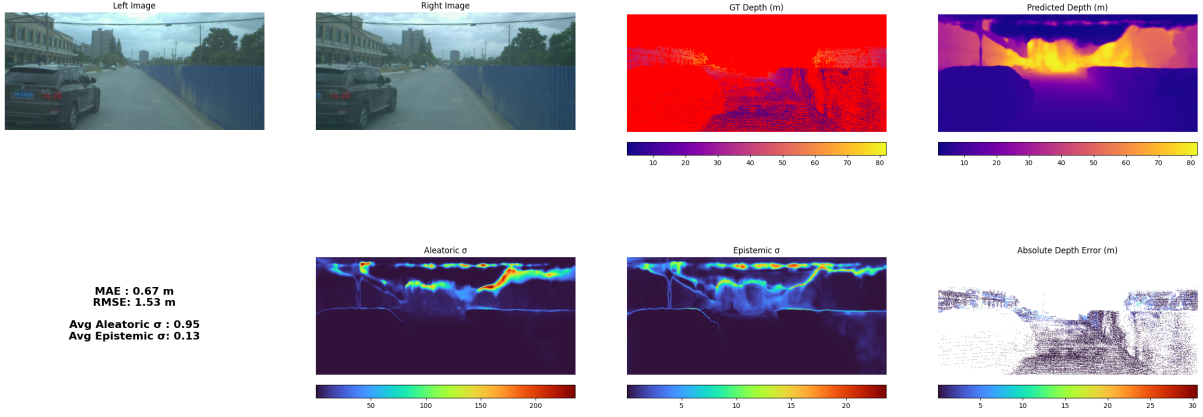 Left Image
Right Image
GT Depth (m)
Predicted Depth (m)
10 20 30 40 50 60 70 80
10 20 30 40 50 60 70 80
MAE : 0.67 m
RMSE: 1.53 m
Avg Aleatoric σ : 0.95
Avg Epistemic σ: 0.13
Aleatoric σ
Epistemic σ
Absolute Depth Error (m)
50 100 150 200
5 10 15 20
5 10 15 20 25 30